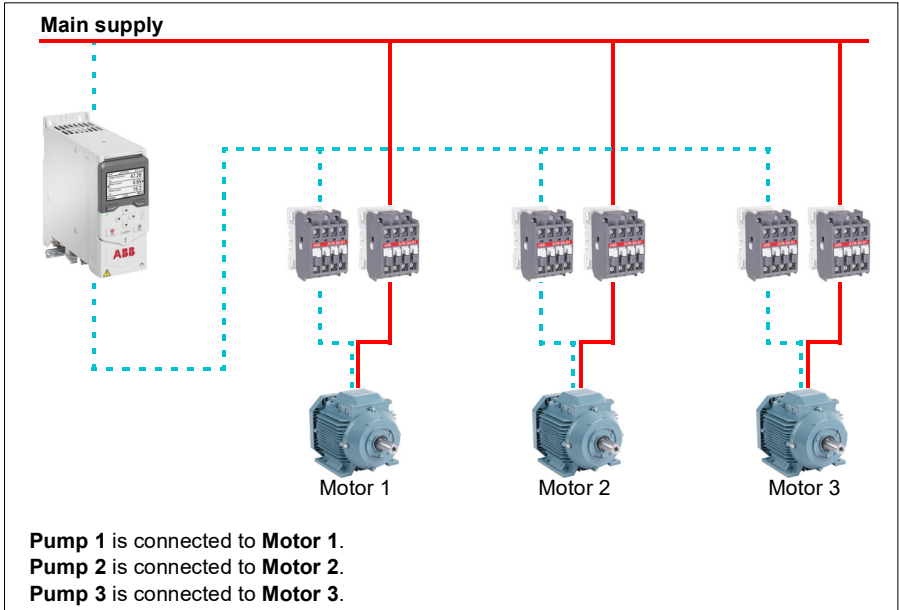 Main supply
ABB
Motor 1
Motor 2
Motor 3
Pump 1 is connected to Motor 1.
Pump 2 is connected to Motor 2.
Pump 3 is connected to Motor 3.